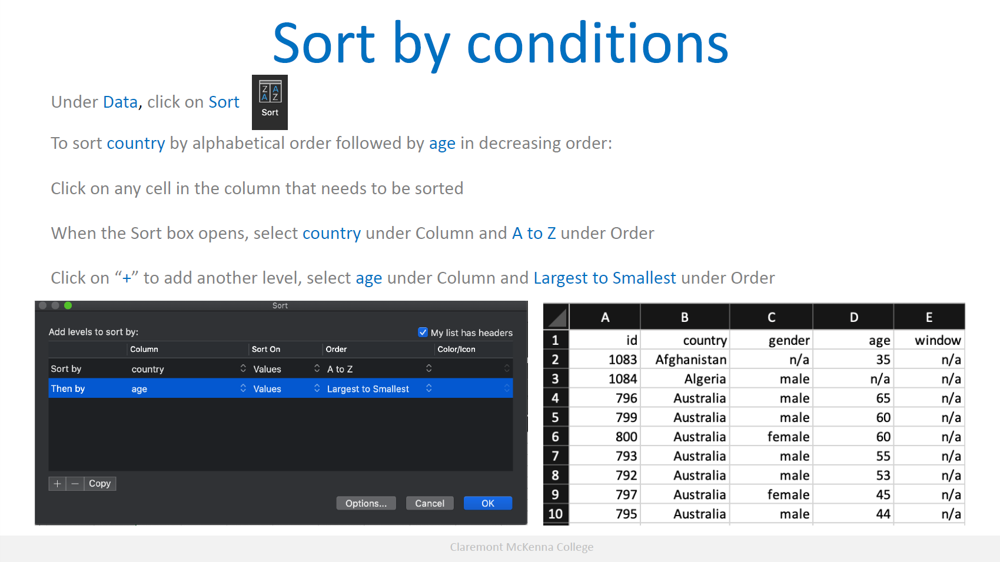 Sort by conditions
Under Data, click on Sort
Z A
A Z
Sort
To sort country by alphabetical order followed by age in decreasing order:
Click on any cell in the column that needs to be sorted
When the Sort box opens, select country under Column and A to Z under Order
Click on “+” to add another level, select age under Column and Largest to Smallest under Order
Sort
Add levels to sort by:
My list has headers
Column Sort On Order Color/Icon
Sort by country Values A to Z
Then by age Values Largest to Smallest
+ − Copy
Options... Cancel OK
A B C D E
1 id country gender age window
2 1083 Afghanistan n/a 35 n/a
3 1084 Algeria male n/a n/a
4 796 Australia male 65 n/a
5 799 Australia male 60 n/a
6 800 Australia female 60 n/a
7 793 Australia male 55 n/a
8 792 Australia male 53 n/a
9 797 Australia female 45 n/a
10 795 Australia male 44 n/a
Claremont McKenna College